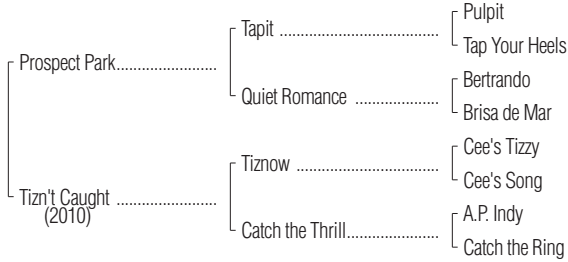 Pulpit
Tapit
Tap Your Heels
Prospect Park
Bertrando
Quiet Romance
Brisa de Mar
Cee's Tizzy
Tiznow
Cee's Song
Tizn't Caught
(2010)
A.P. Indy
Catch the Thrill
Catch the Ring